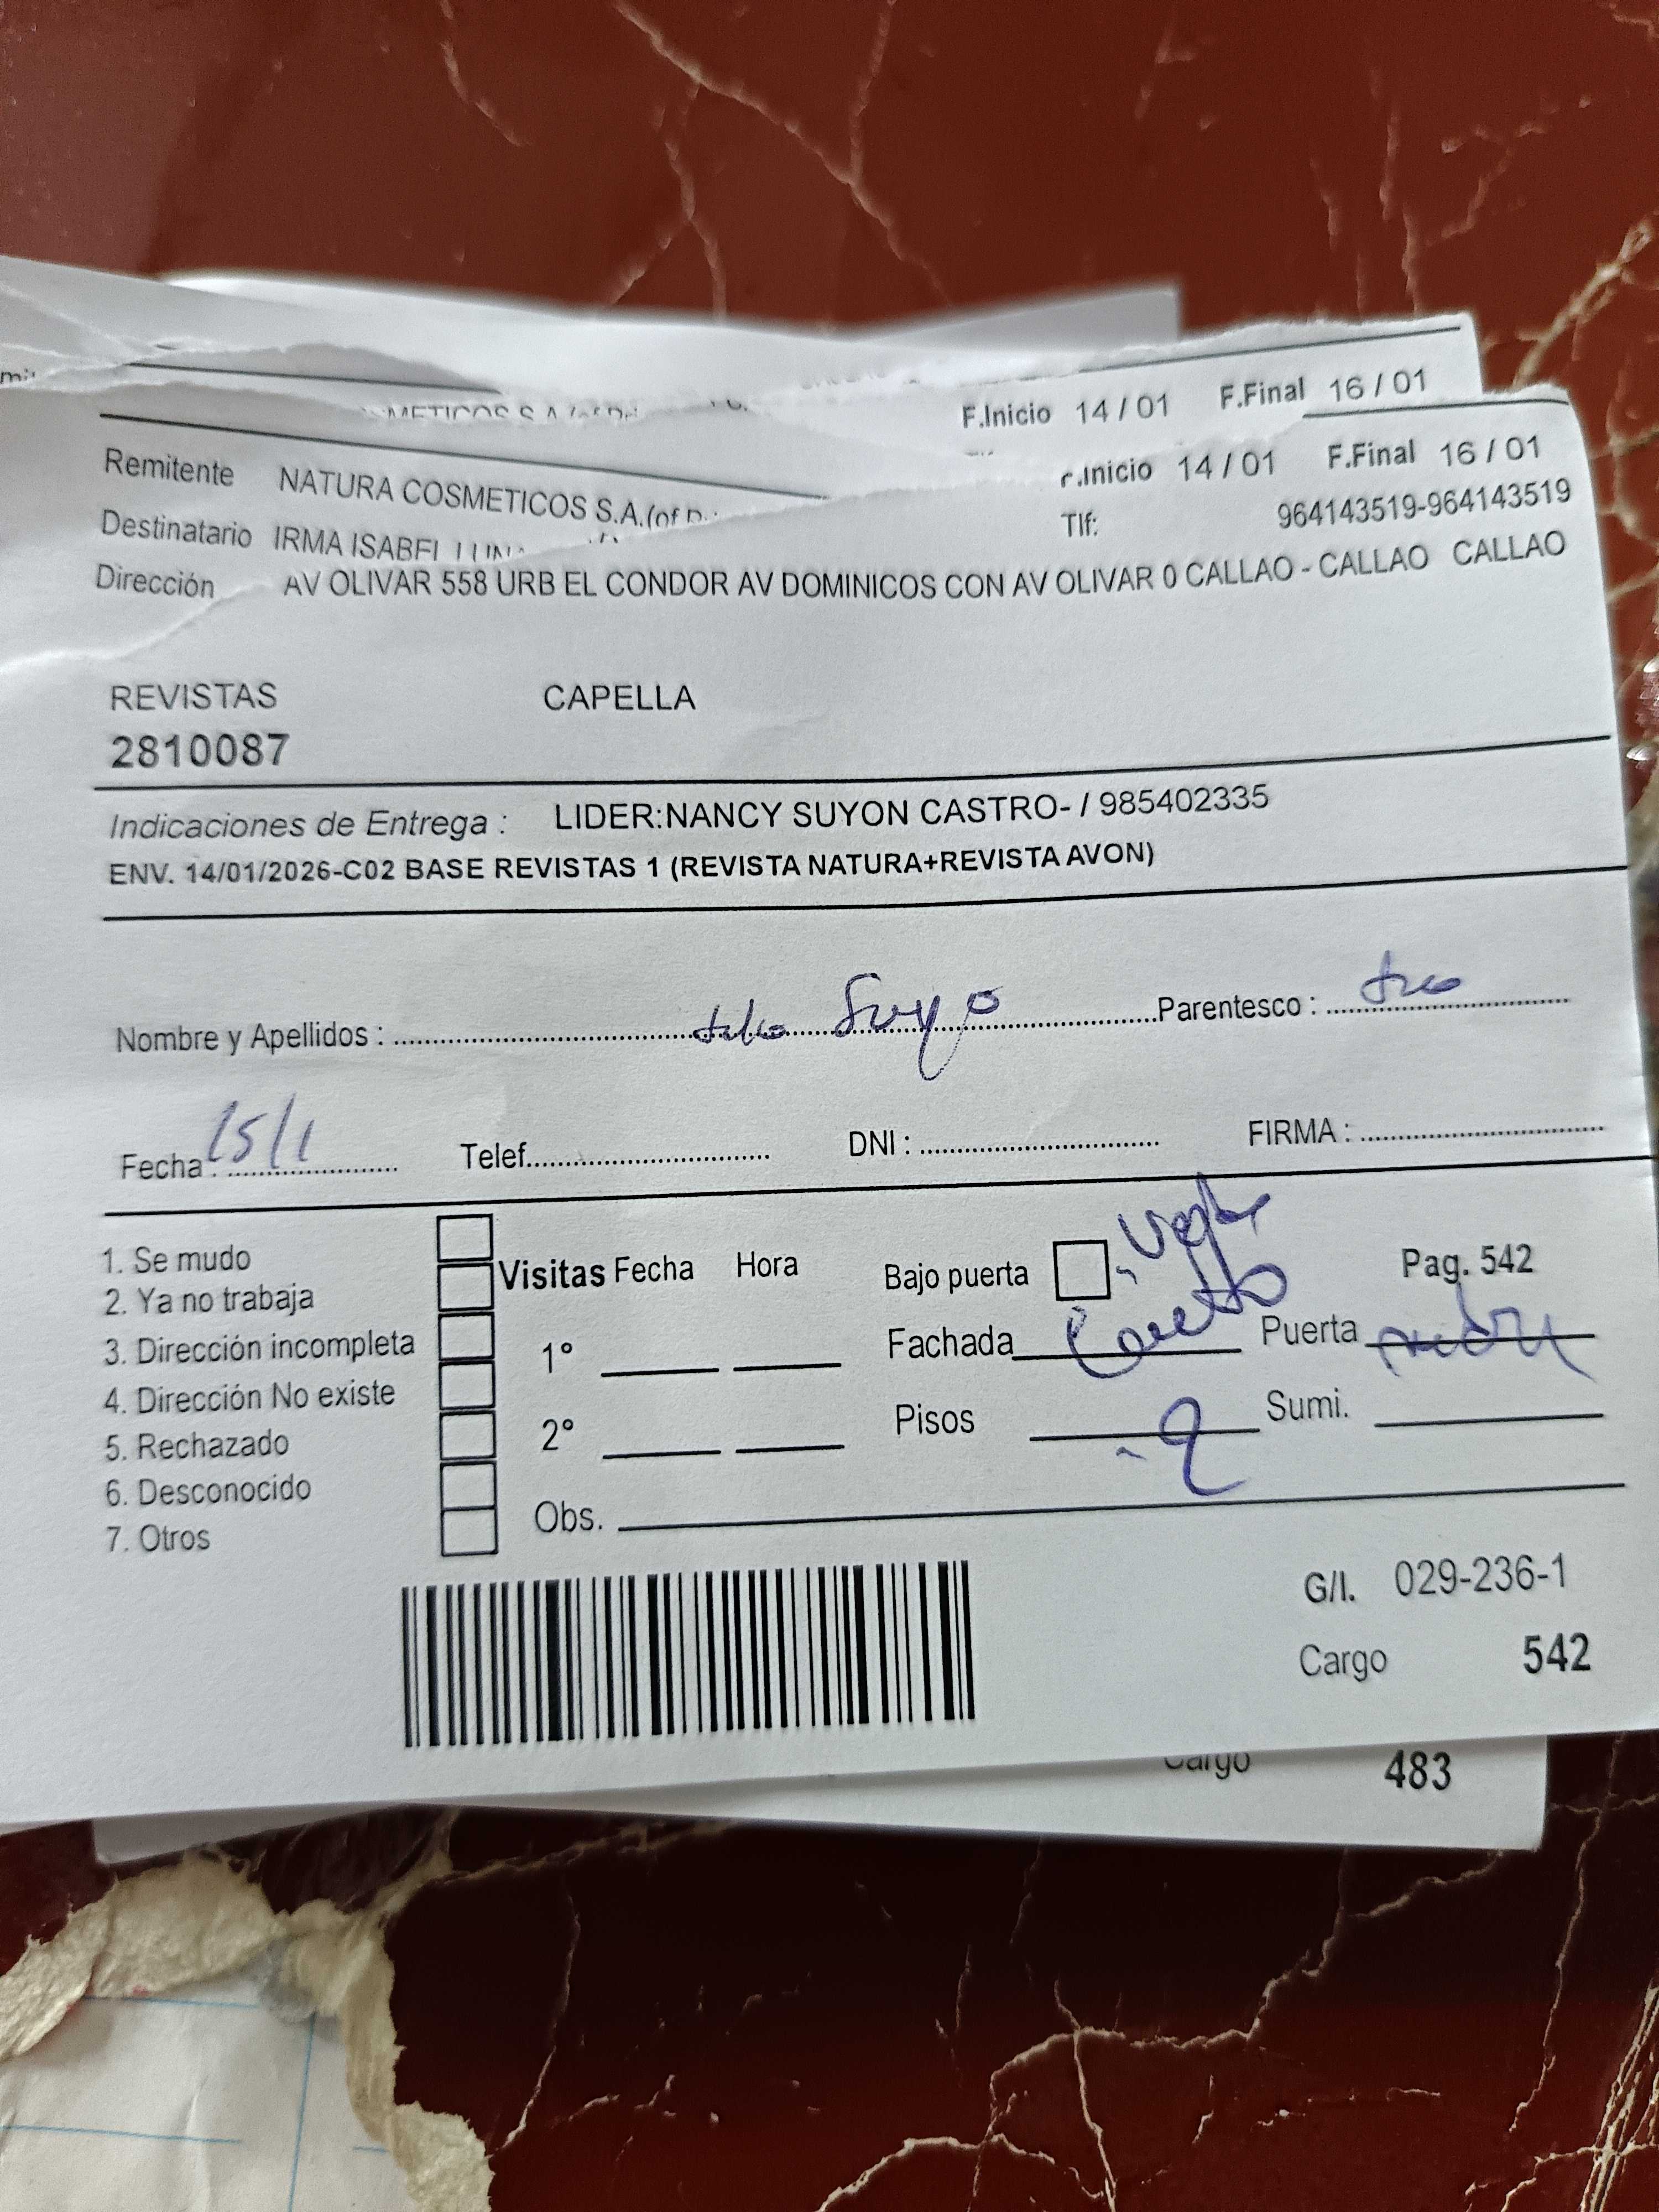 F.Inicio 14 / 01 F.Final 16 / 01
Remitente NATURA COSMETICOS S.A.(of .Inicio 14 / 01 F.Final 16 / 01
Destinatario IRMA ISABEL Tlf: 964143519-964143519
Dirección AV OLIVAR 558 URB EL CONDOR AV DOMINICOS CON AV OLIVAR 0 CALLAO - CALLAO CALLAO
REVISTAS CAPELLA
2810087
Indicaciones de Entrega : LIDER:NANCY SUYON CASTRO- / 985402335
ENV. 14/01/2026-C02 BASE REVISTAS 1 (REVISTA NATURA+REVISTA AVON)
Nombre y Apellidos : Suyo Parentesco :
Fecha : 15/1 Telef. DNI : FIRMA :
1. Se mudo
2. Ya no trabaja
3. Dirección incompleta
4. Dirección No existe
5. Rechazado
6. Desconocido
7. Otros
Visitas Fecha Hora
1°
2°
Obs.
Bajo puerta Pag. 542
Fachada Puerta
Pisos Sumi.
G/I. 029-236-1
Cargo 542
Cargo 483